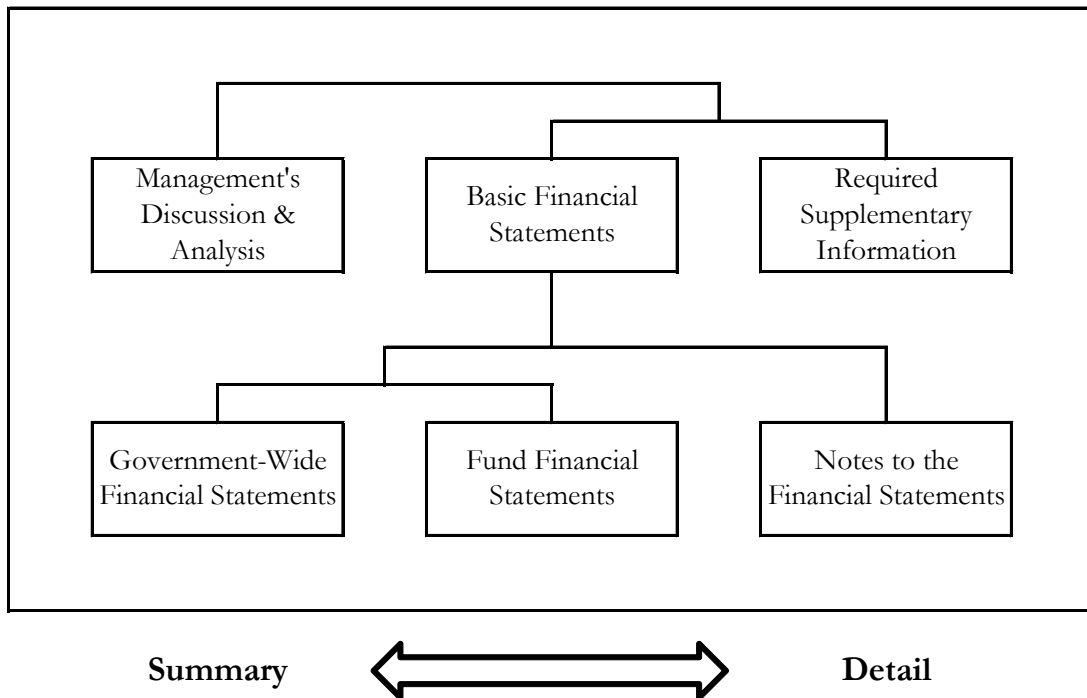 Management's
Discussion &
Analysis
Basic Financial
Statements
Required
Supplementary
Information
Government-Wide
Financial Statements
Fund Financial
Statements
Notes to the
Financial Statements
Summary
Detail